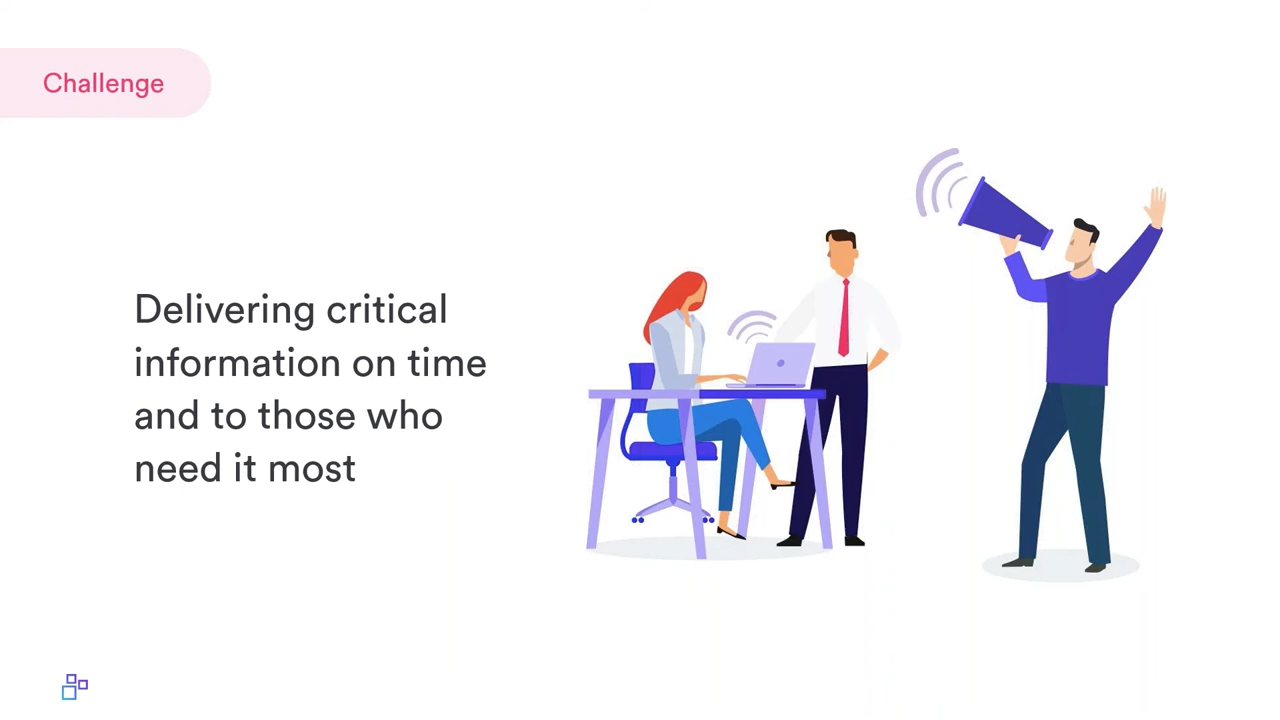 Challenge
Delivering critical
information on time
and to those who
need it most